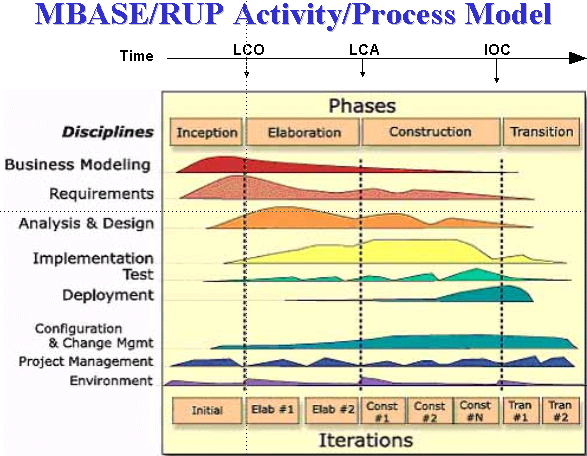 MBASE/RUP Activity/Process Model
Time LCO LCA IOC
Phases
Disciplines Inception Elaboration Construction Transition
Business Modeling
Requirements
Analysis & Design
Implementation
Test
Deployment
Configuration
& Change Mgmt
Project Management
Environment
Initial Elab #1 Elab #2 Const #1 Const #2 Const #N Tran #1 Tran #2
Iterations